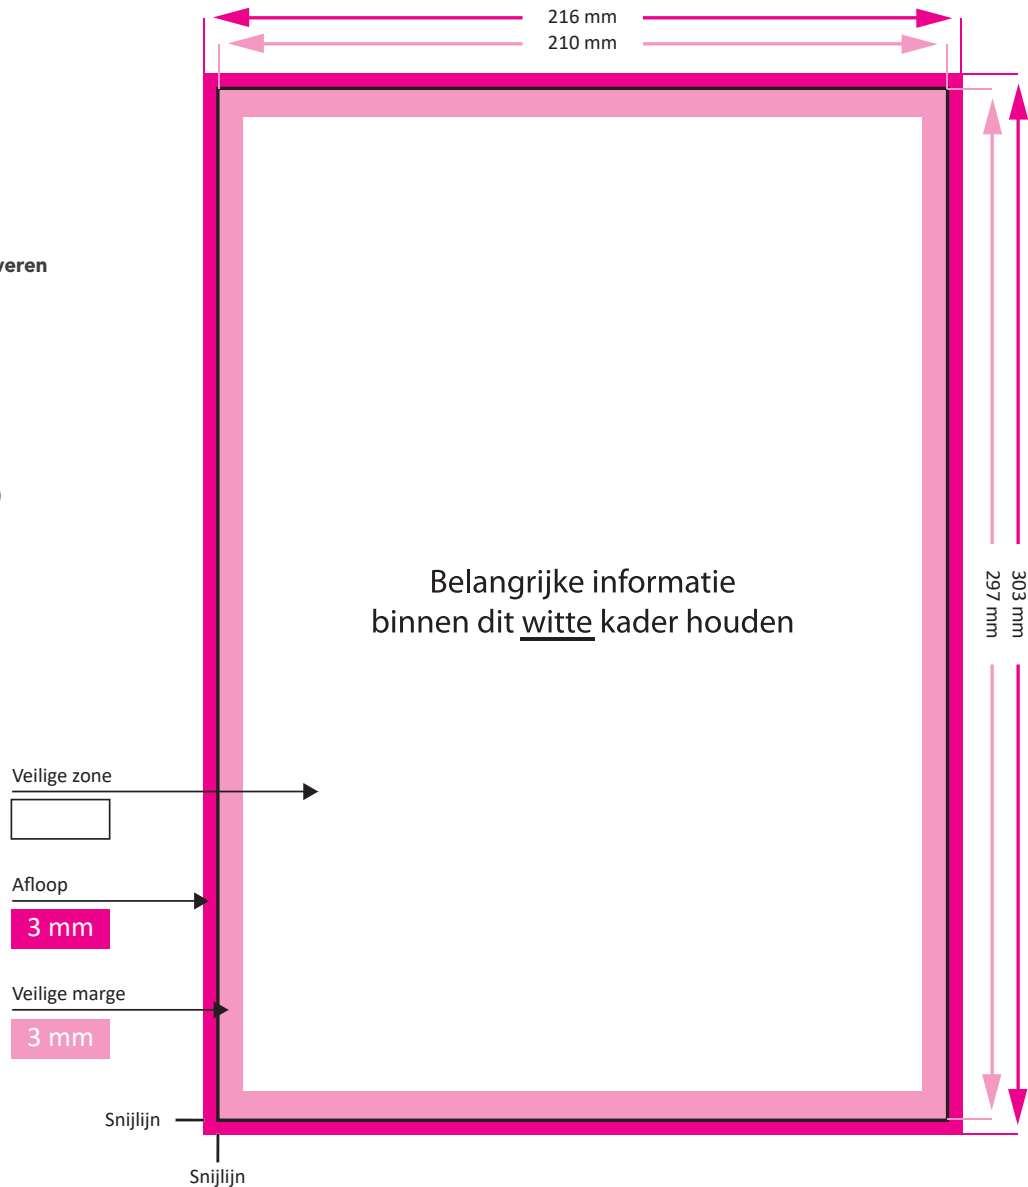 216 mm
210 mm
veren
)
303 mm
297 mm
Belangrijke informatie
binnen dit witte kader houden
Veilige zone
Afloop
3 mm
Veilige marge
3 mm
Snijlijn
Snijlijn